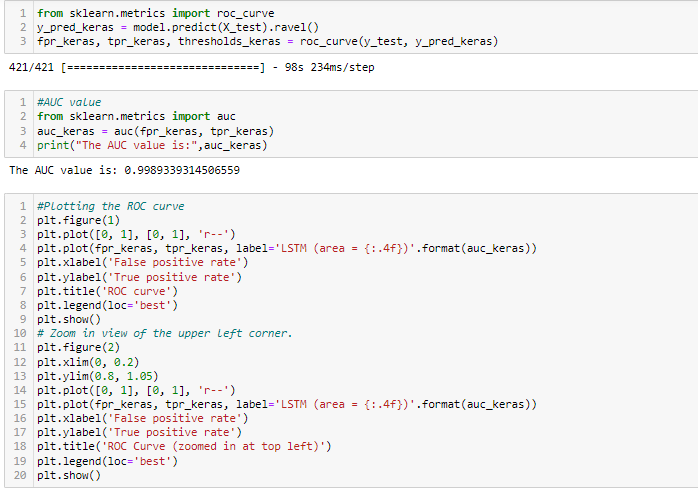 1 from sklearn.metrics import roc_curve
2 y_pred_keras = model.predict(X_test).ravel()
3 fpr_keras, tpr_keras, thresholds_keras = roc_curve(y_test, y_pred_keras)
421/421 [==============================] - 98s 234ms/step
1 #AUC value
2 from sklearn.metrics import auc
3 auc_keras = auc(fpr_keras, tpr_keras)
4 print("The AUC value is:",auc_keras)
The AUC value is: 0.9989339314506559
1 #Plotting the ROC curve
2 plt.figure(1)
3 plt.plot([0, 1], [0, 1], 'r--')
4 plt.plot(fpr_keras, tpr_keras, label='LSTM (area = {:.4f})'.format(auc_keras))
5 plt.xlabel('False positive rate')
6 plt.ylabel('True positive rate')
7 plt.title('ROC curve')
8 plt.legend(loc='best')
9 plt.show()
10 # Zoom in view of the upper left corner.
11 plt.figure(2)
12 plt.xlim(0, 0.2)
13 plt.ylim(0.8, 1.05)
14 plt.plot([0, 1], [0, 1], 'r--')
15 plt.plot(fpr_keras, tpr_keras, label='LSTM (area = {:.4f})'.format(auc_keras))
16 plt.xlabel('False positive rate')
17 plt.ylabel('True positive rate')
18 plt.title('ROC Curve (zoomed in at top left)')
19 plt.legend(loc='best')
20 plt.show()